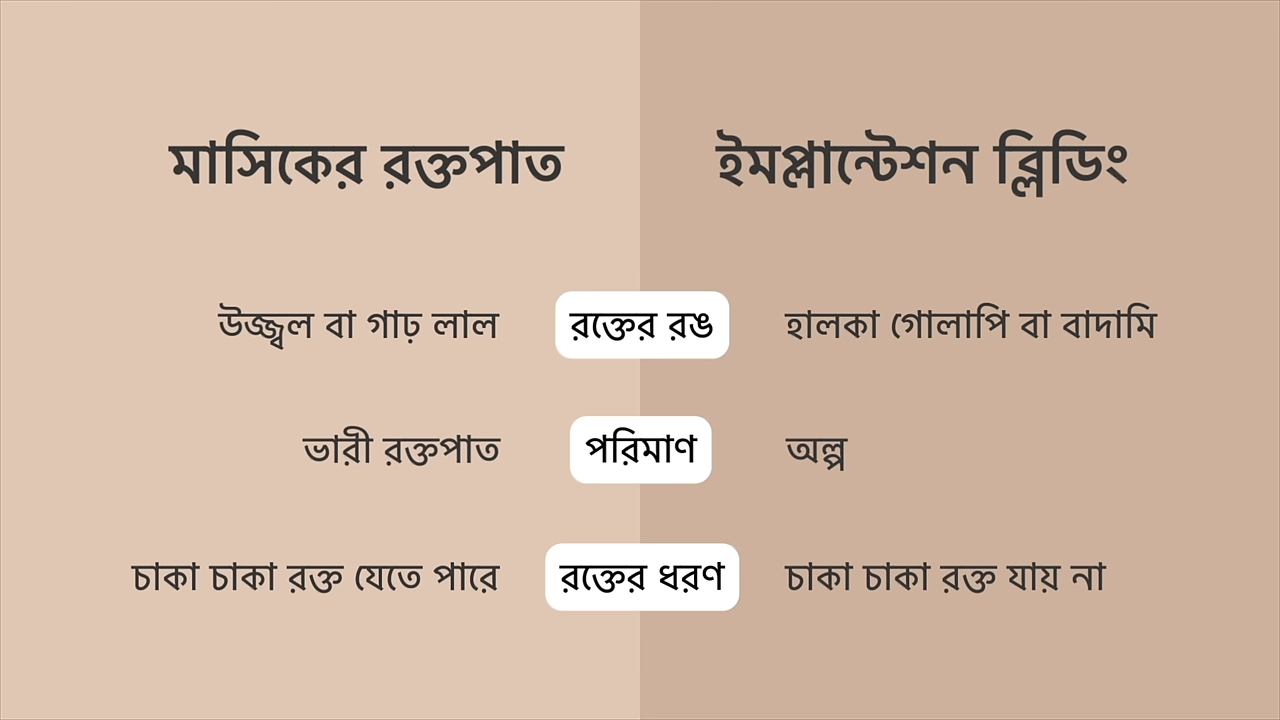 মাসিকের রক্তপাত
ইমপ্লান্টেশন ব্লিডিং
উজ্জ্বল বা গাঢ় লাল
রক্তের রঙ
হালকা গোলাপি বা বাদামি
ভারী রক্তপাত
পরিমাণ
অল্প
চাকা চাকা রক্ত যেতে পারে
রক্তের ধরণ
চাকা চাকা রক্ত যায় না